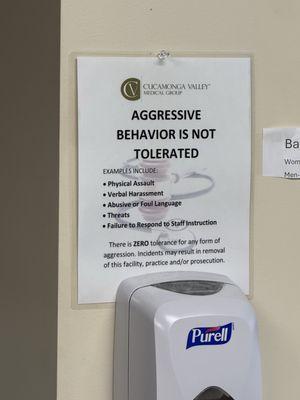 CV
CUCAMONGA VALLEY™
MEDICAL GROUP
AGGRESSIVE
BEHAVIOR IS NOT
TOLERATED
EXAMPLES INCLUDE:
• Physical Assault
• Verbal Harassment
• Abusive or Foul Language
• Threats
• Failure to Respond to Staff Instruction
There is ZERO tolerance for any form of
aggression. Incidents may result in removal
of this facility, practice and/or prosecution.
Ba
Wom
Men-
PURELL